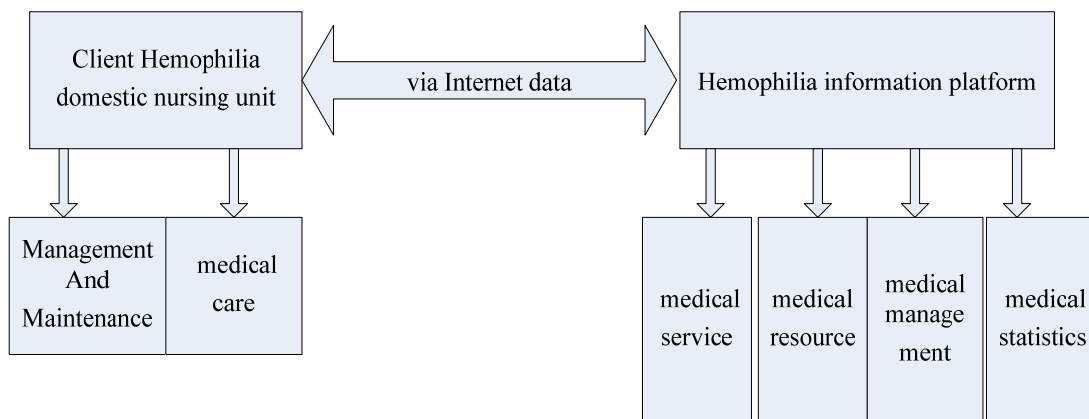 Client Hemophilia
domestic nursing unit
via Internet data
Hemophilia information platform
Management
And
Maintenance
medical
care
medical
service
medical
resource
medical
manage
ment
medical
statistics